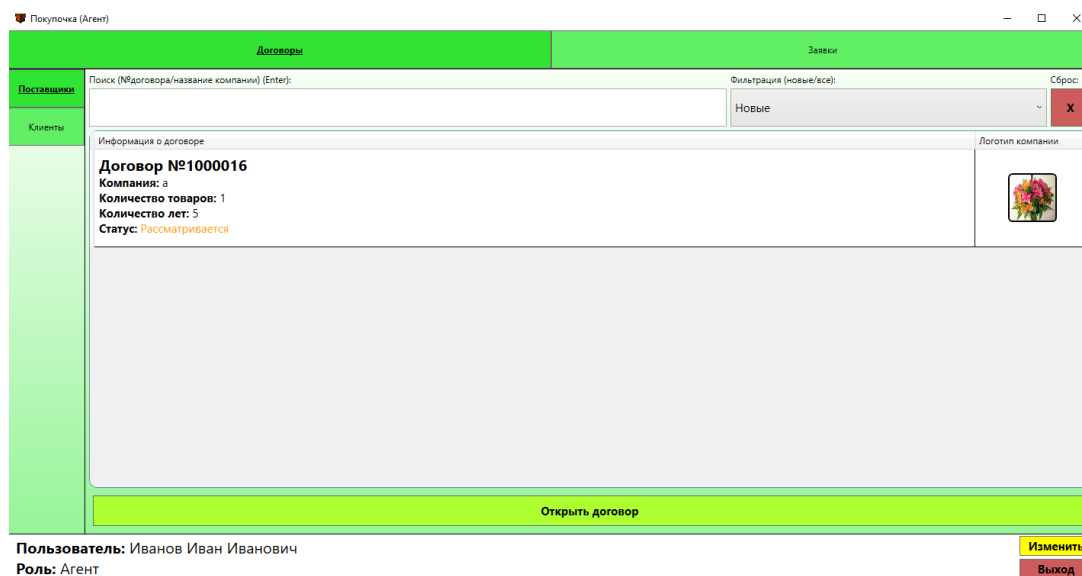 Покупочка (Агент)
Договоры
Заявки
Поставщики
Клиенты
Поиск (№договора/название компании) (Enter):
Фильтрация (новые/все):
Сброс:
Новые
X
Информация о договоре
Логотип компании
Договор №1000016
Компания: a
Количество товаров: 1
Количество лет: 5
Статус: Рассматривается
Открыть договор
Пользователь: Иванов Иван Иванович
Изменить
Роль: Агент
Выход